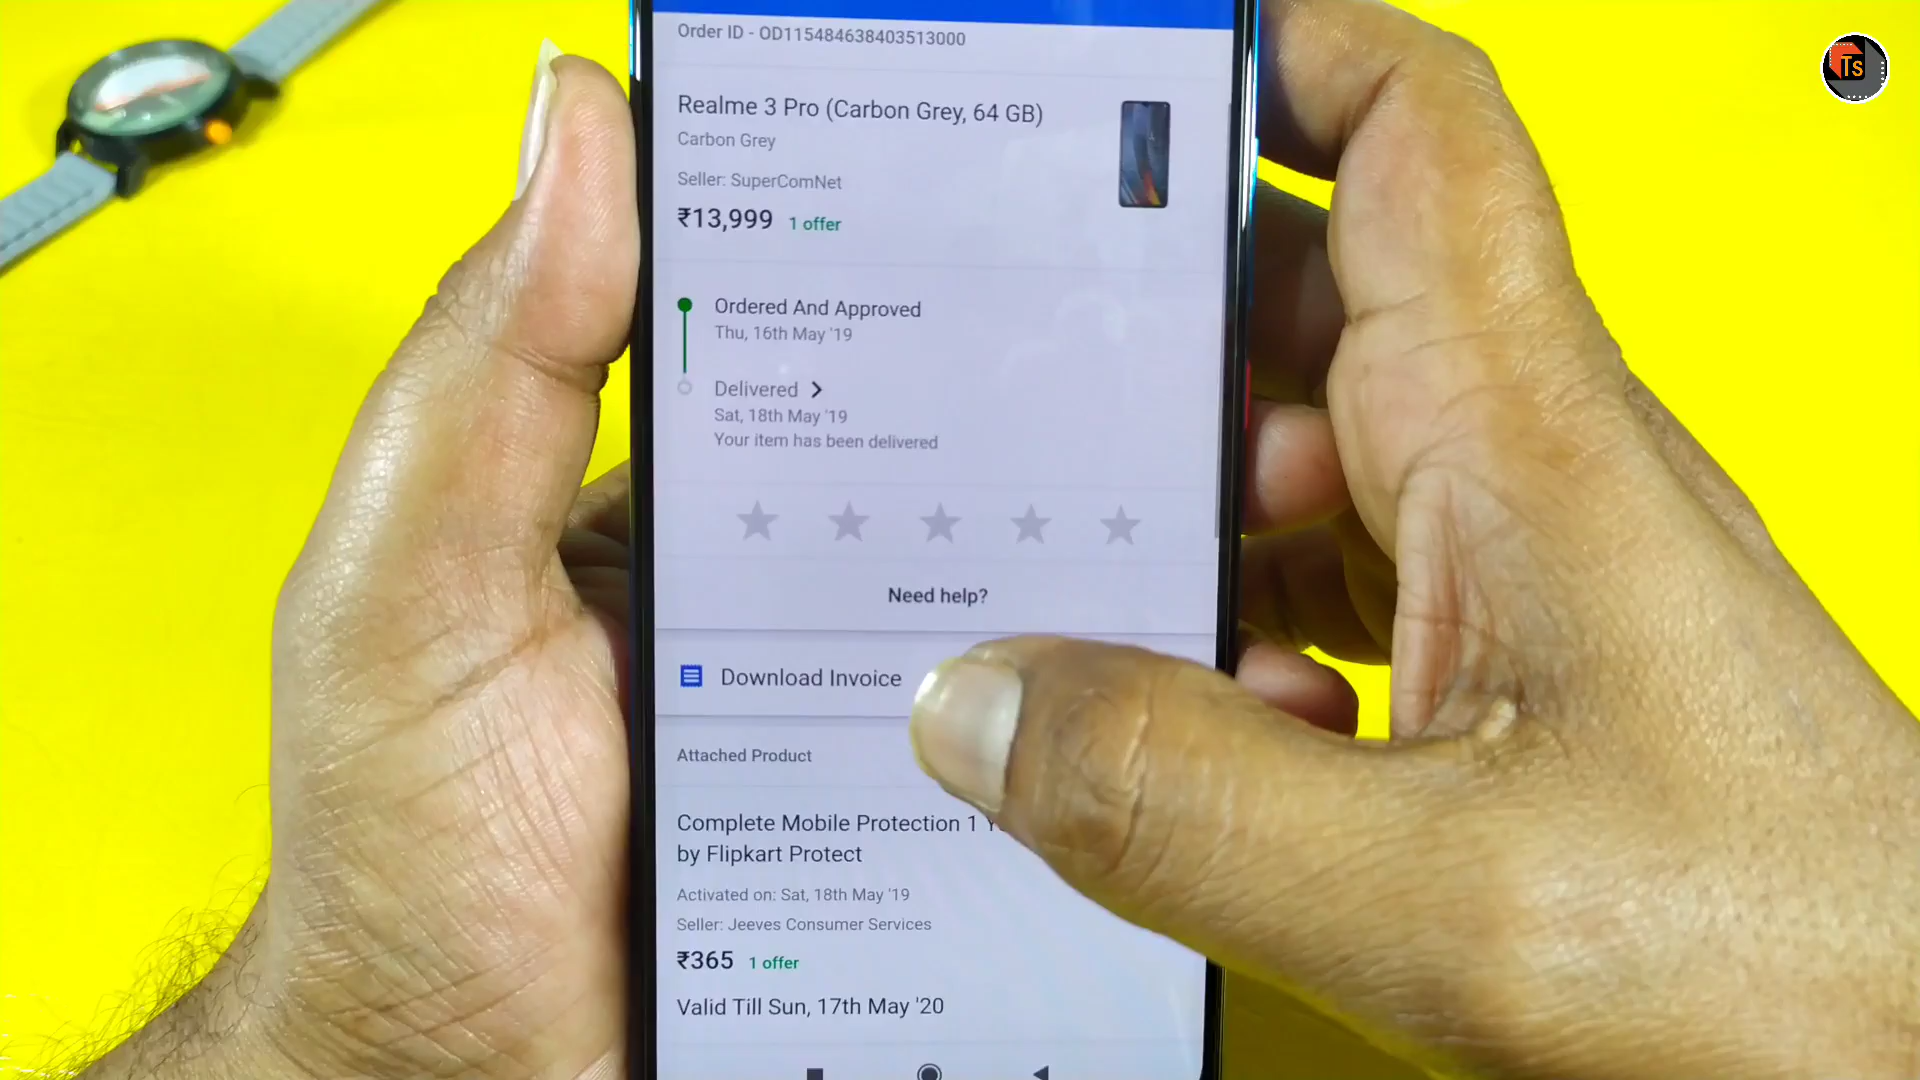 Order ID - OD115484638403513000
Realme 3 Pro (Carbon Grey, 64 GB)
Carbon Grey
Seller: SuperComNet
₹13,999 1 offer
Ordered And Approved
Thu, 16th May '19
Delivered
Sat, 18th May '19
Your item has been delivered
Need help?
Download Invoice
Attached Product
Complete Mobile Protection 1
by Flipkart Protect
Activated on: Sat, 18th May '19
Seller: Jeeves Consumer Services
₹365 1 offer
Valid Till Sun, 17th May '20
Ts